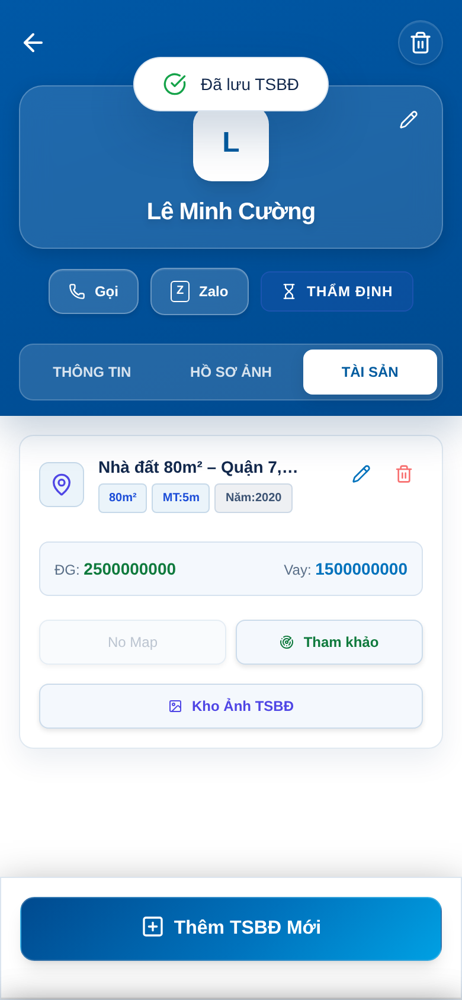 Đã lưu TSBĐ
L
Lê Minh Cường
Gọi
Z Zalo
THẨM ĐỊNH
THÔNG TIN
HỒ SƠ ẢNH
TÀI SẢN
Nhà đất 80m² – Quận 7,...
80m²
MT:5m
Năm:2020
ĐG: 2500000000
Vay: 1500000000
No Map
Tham khảo
Kho Ảnh TSBĐ
Thêm TSBĐ Mới